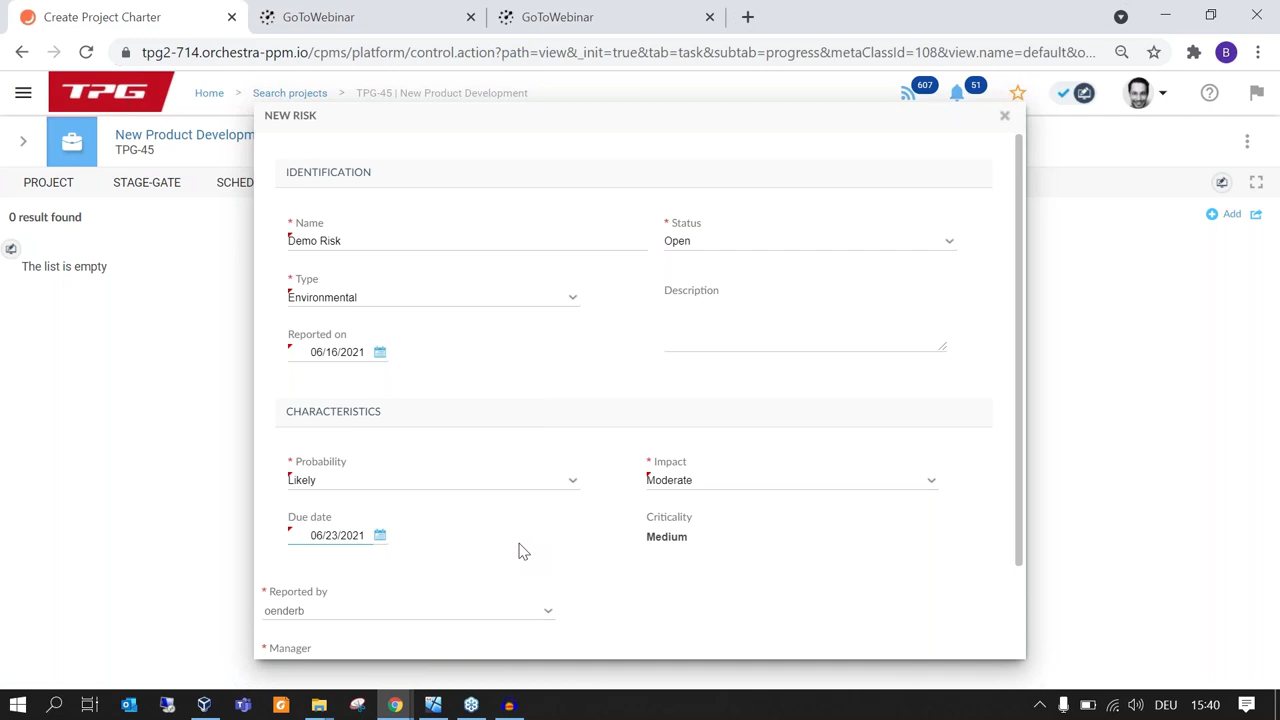 Create Project Charter
GoToWebinar
GoToWebinar
tpg2-714.orchestra-ppm.io/cpms/platform/control.action?path=view&_init=true&tab=task&subtab=progress&metaClassId=108&view.name=default&o...
B
TPG
Home > Search projects > TPG-45 | New Product Development
607
51
New Product Developm
TPG-45
PROJECT STAGE-GATE SCHED
0 result found
Add
The list is empty
NEW RISK
IDENTIFICATION
* Name
Demo Risk
* Status
Open
* Type
Environmental
Description
Reported on
06/16/2021
CHARACTERISTICS
* Probability
Likely
* Impact
Moderate
Due date
06/23/2021
Criticality
Medium
* Reported by
oenderb
* Manager
DEU
15:40